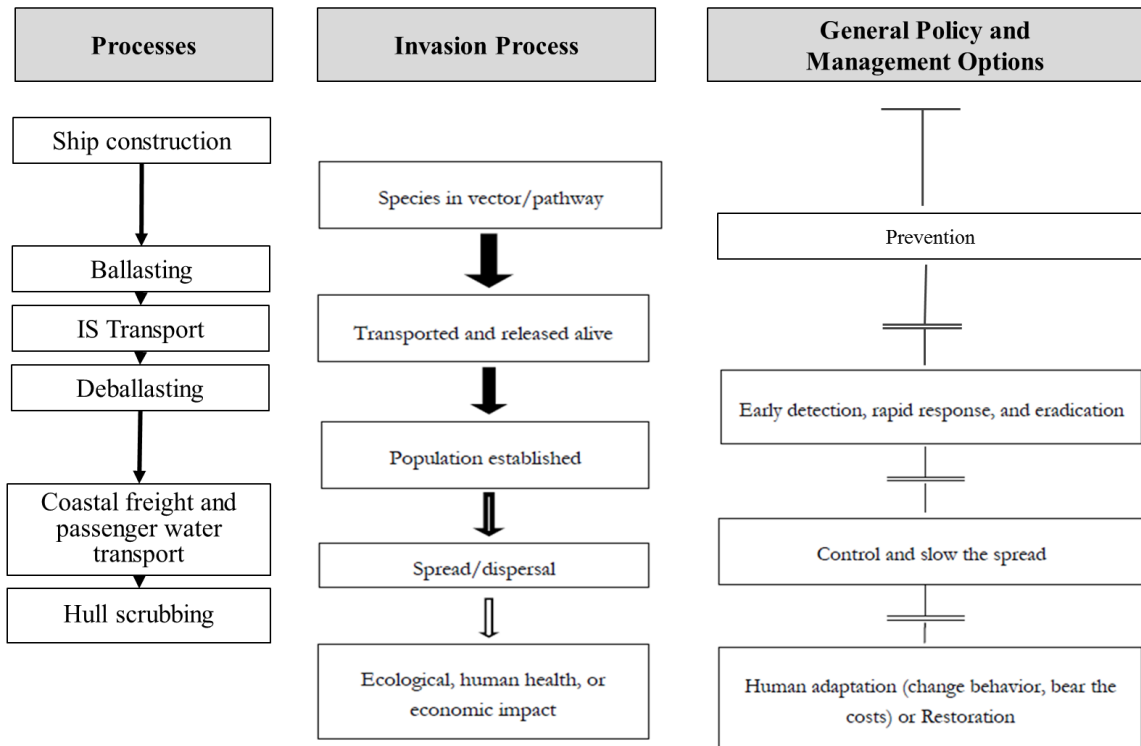 Processes
Ship construction
Ballasting
IS Transport
Deballasting
Coastal freight and
passenger water
transport
Hull scrubbing
Invasion Process
Species in vector/pathway
Transported and released alive
Population established
Spread/dispersal
Ecological, human health, or
economic impact
General Policy and
Management Options
Prevention
Early detection, rapid response, and eradication
Control and slow the spread
Human adaptation (change behavior, bear the
costs) or Restoration